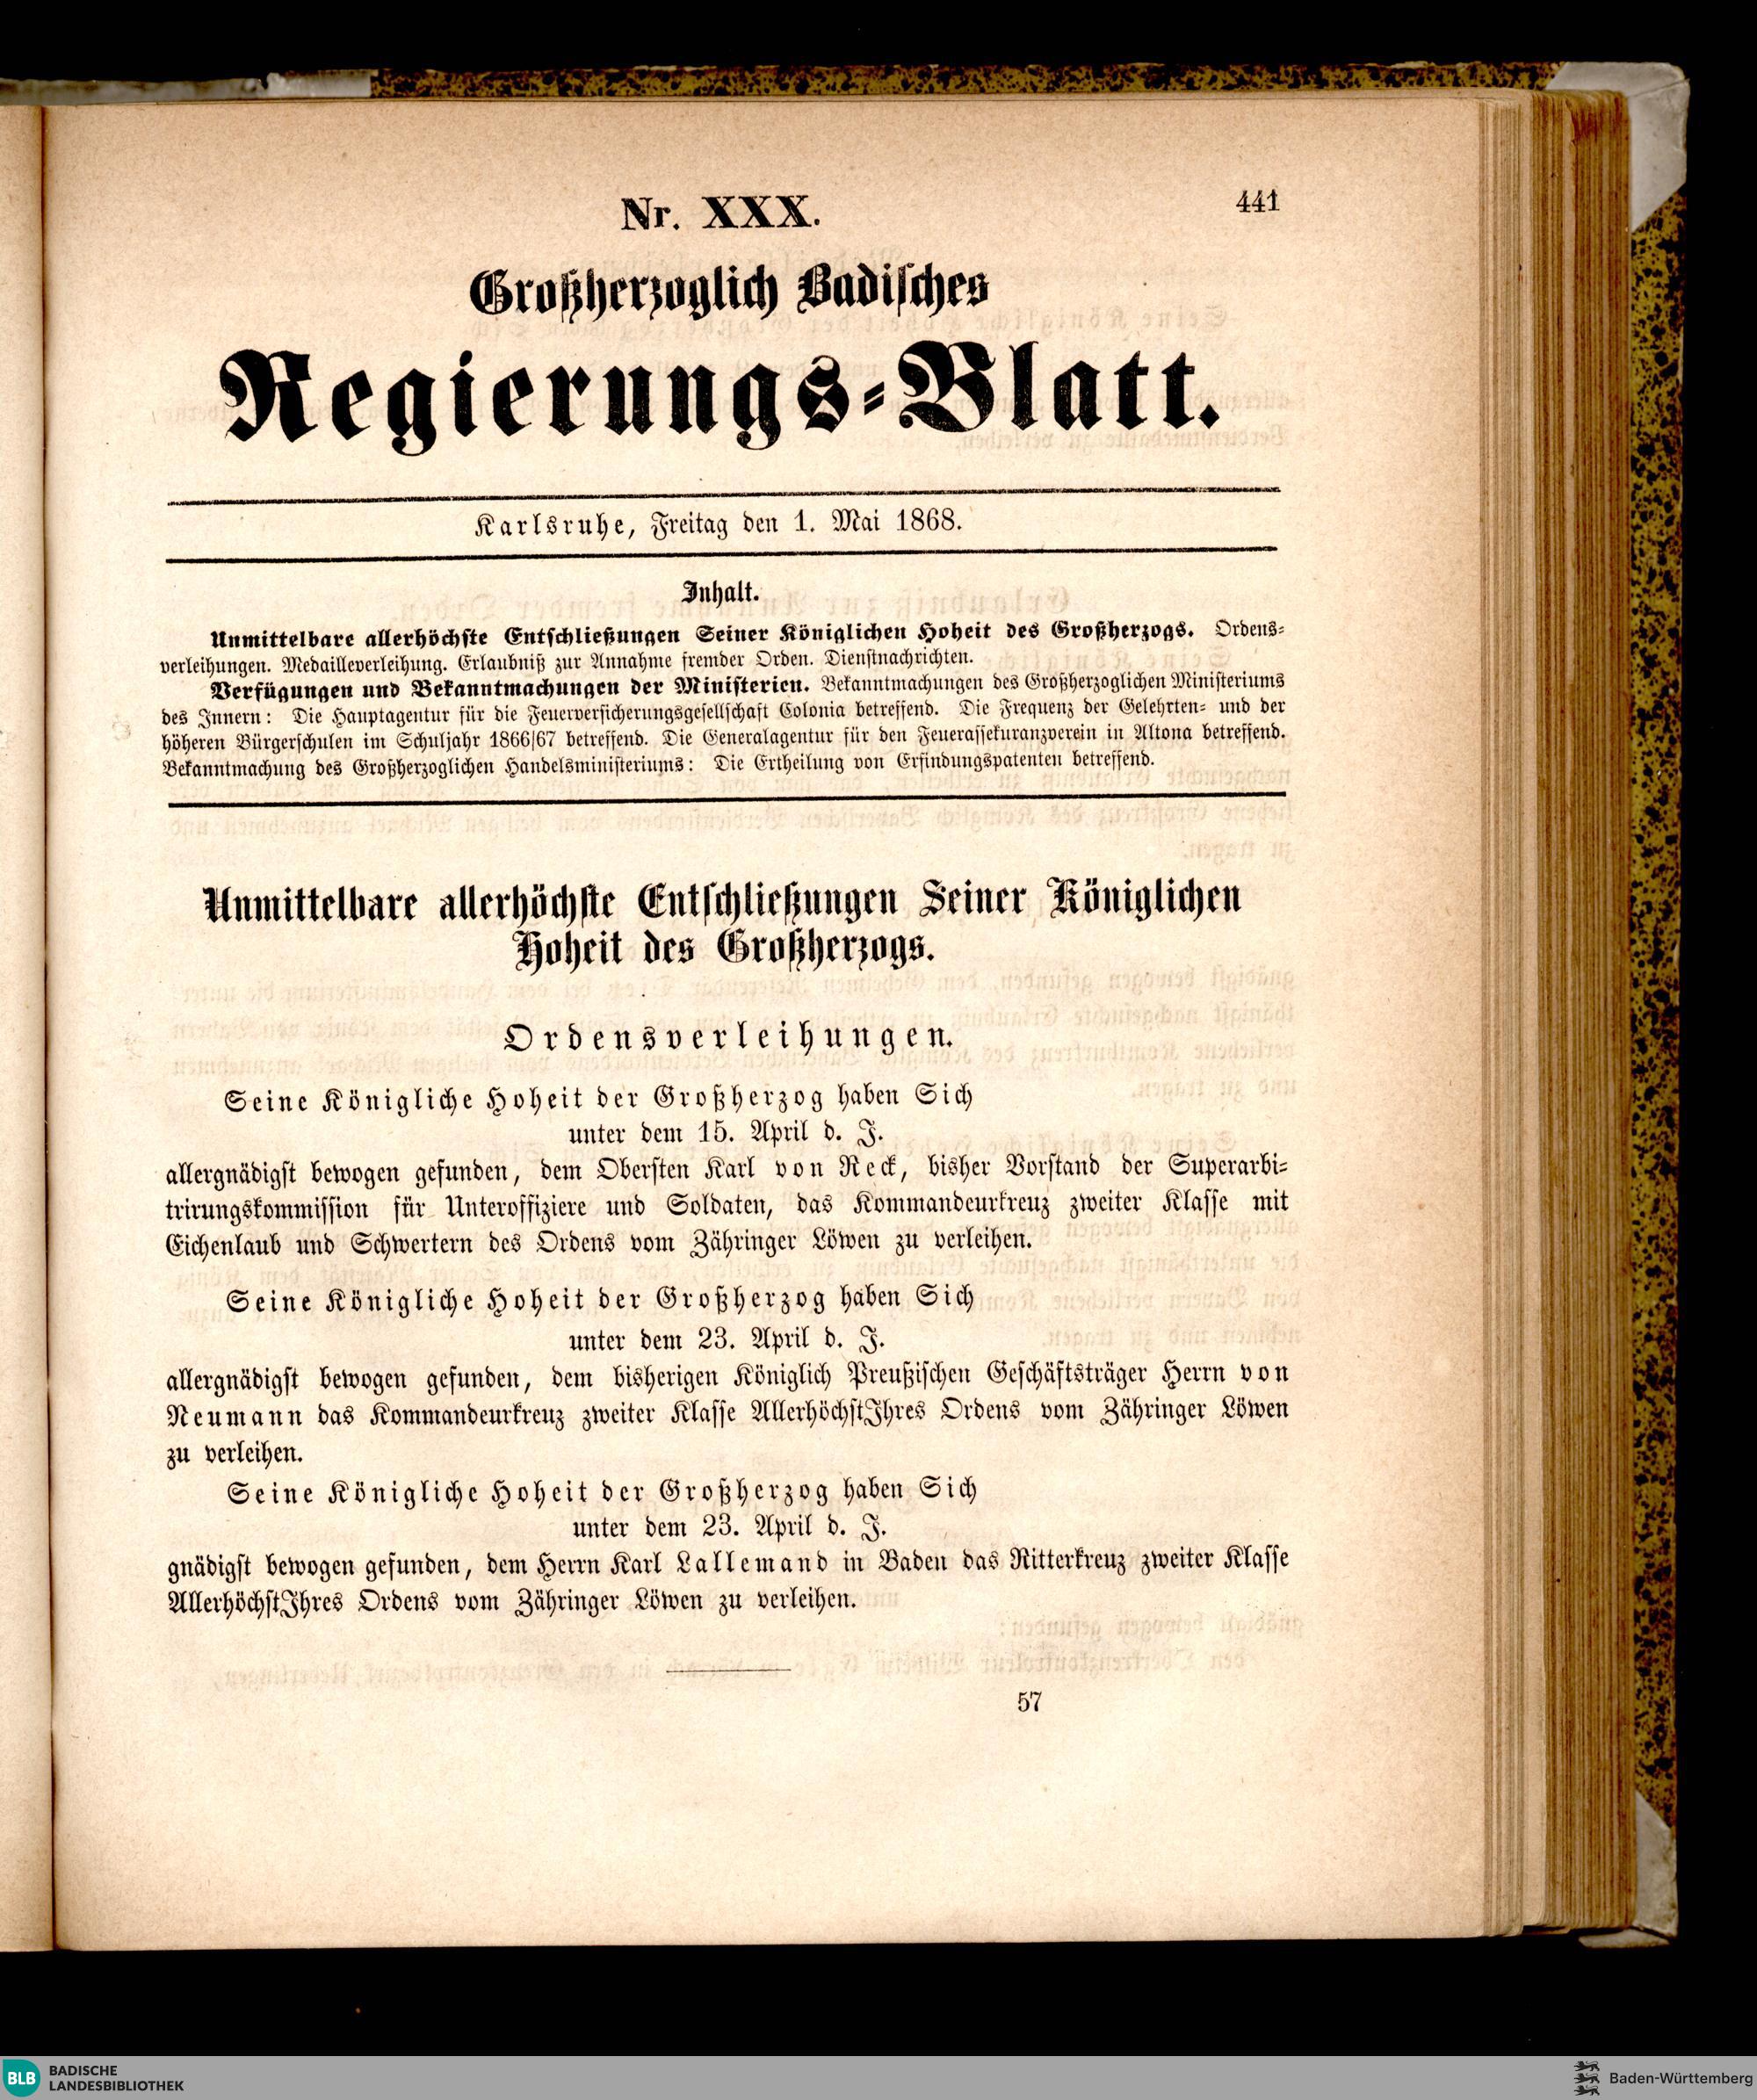 Nr. XXX.
441
Großherzoglich Badisches
Regierungs-Blatt.
Karlsruhe, Freitag den 1. Mai 1868.
Inhalt.
Unmittelbare allerhöchste Entschließungen Seiner Königlichen Hoheit des Großherzogs. Ordens-
verleihungen. Medailleverleihung. Erlaubniß zur Annahme fremder Orden. Dienstnachrichten.
Verfügungen und Bekanntmachungen der Ministerien. Bekanntmachungen des Großherzoglichen Ministeriums
des Innern: Die Hauptagentur für die Feuerversicherungsgesellschaft Colonia betreffend. Die Frequenz der Gelehrten- und der
höheren Bürgerschulen im Schuljahr 1866/67 betreffend. Die Generalagentur für den Feuerassekuranzverein in Altona betreffend.
Bekanntmachung des Großherzoglichen Handelsministeriums: Die Ertheilung von Erfindungspatenten betreffend.
Unmittelbare allerhöchste Entschließungen Seiner Königlichen
Hoheit des Großherzogs.
Ordensverleihungen.
Seine Königliche Hoheit der Großherzog haben Sich
unter dem 15. April d. J.
allergnädigst bewogen gefunden, dem Obersten Karl von Reck, bisher Vorstand der Superarbi-
trirungskommission für Unteroffiziere und Soldaten, das Kommandeurkreuz zweiter Klasse mit
Eichenlaub und Schwertern des Ordens vom Zähringer Löwen zu verleihen.
Seine Königliche Hoheit der Großherzog haben Sich
unter dem 23. April d. J.
allergnädigst bewogen gefunden, dem bisherigen Königlich Preußischen Geschäftsträger Herrn von
Neumann das Kommandeurkreuz zweiter Klasse AllerhöchstIhres Ordens vom Zähringer Löwen
zu verleihen.
Seine Königliche Hoheit der Großherzog haben Sich
unter dem 23. April d. J.
gnädigst bewogen gefunden, dem Herrn Karl Lallemand in Baden das Ritterkreuz zweiter Klasse
AllerhöchstIhres Ordens vom Zähringer Löwen zu verleihen.
57
BLB BADISCHE
LANDESBIBLIOTHEK
Baden-Württemberg